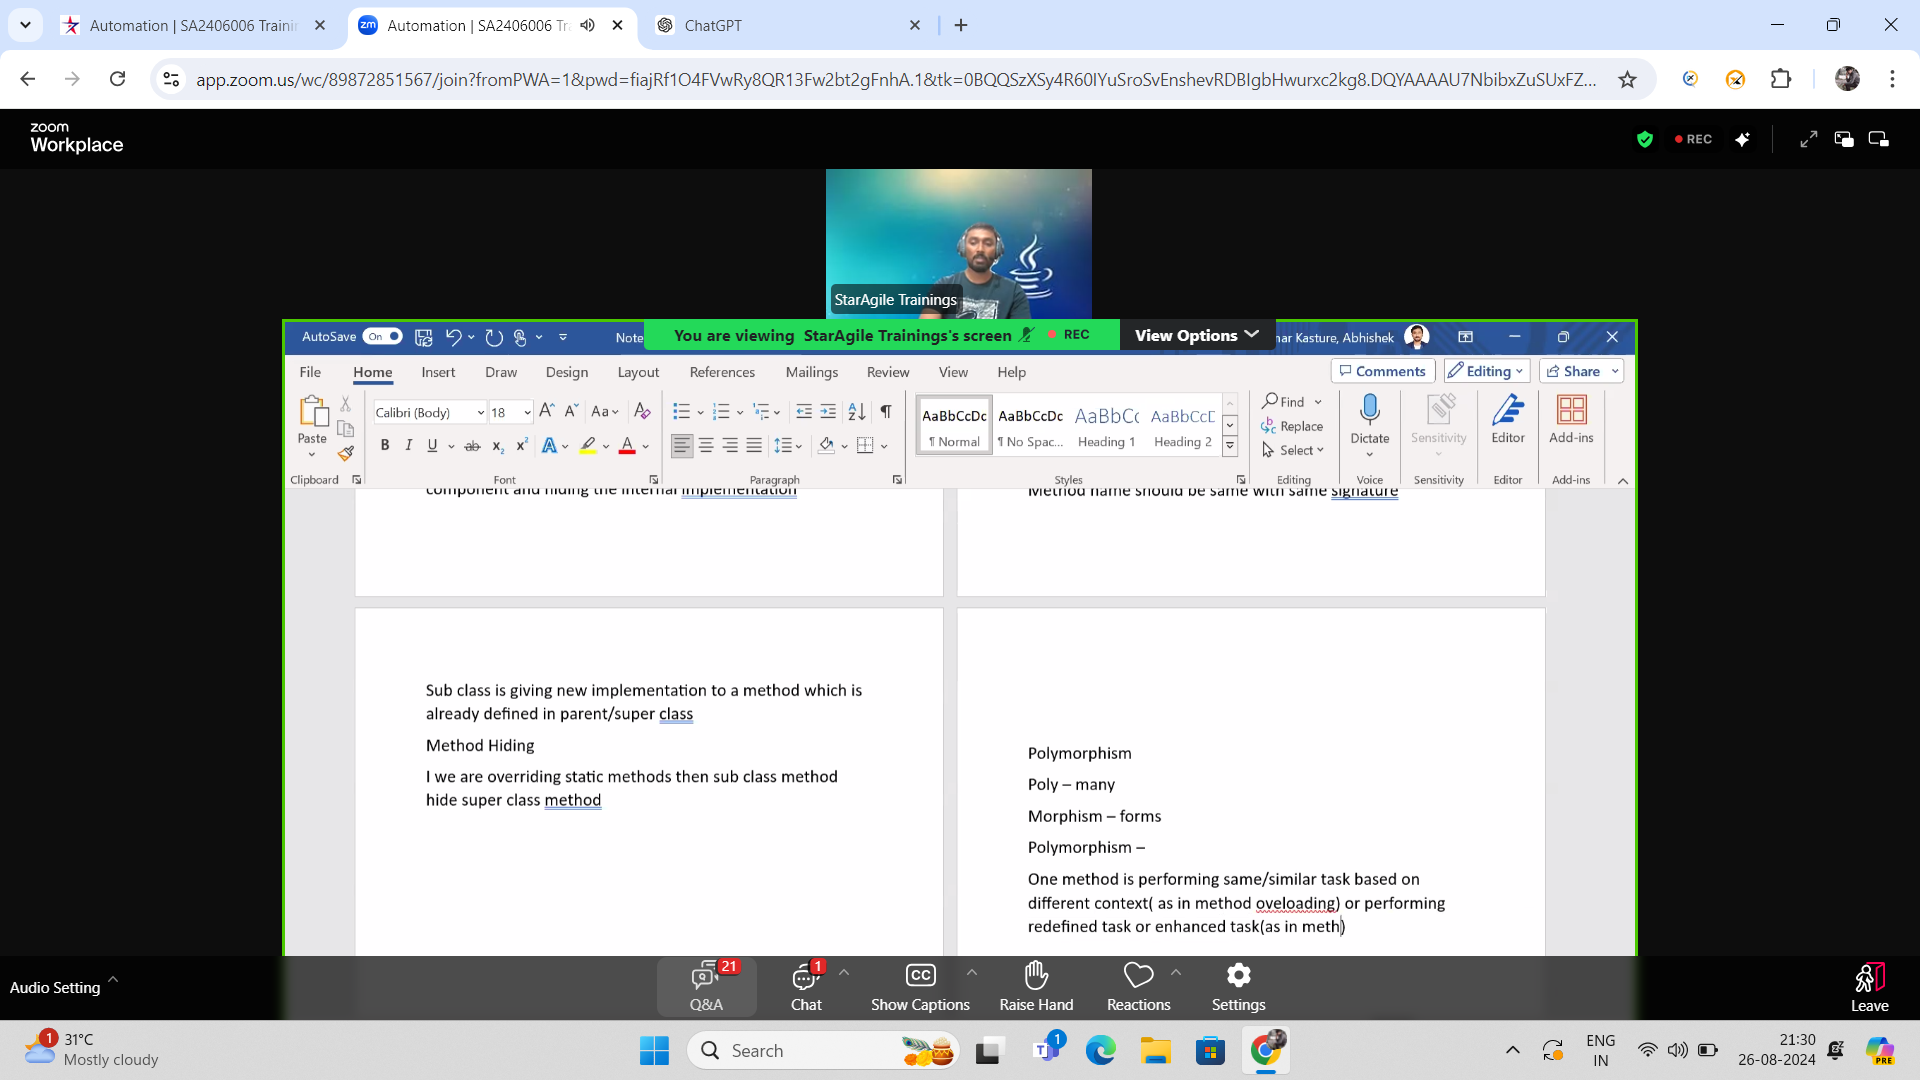 Automation | SA2406006 Trainin
Automation | SA2406006 Tra
ChatGPT
app.zoom.us/wc/89872851567/join?fromPWA=1&pwd=fiajRf1O4FVwRy8QR13Fw2bt2gFnhA.1&tk=0BQQSzXSy4R60IYuSroSvEnshevRDBIgbHwurxc2kg8.DQYAAAAU7NbibxZuSUxFZ...
zoom
Workplace
REC
StarAgile Trainings
AutoSave On
Note
You are viewing StarAgile Trainings's screen
REC
View Options
nar Kasture, Abhishek
File Home Insert Draw Design Layout References Mailings Review View Help
Comments
Editing
Share
Paste
Calibri (Body) 18
AaBbCcDc AaBbCcDc AaBbCc AaBbCcD
¶ Normal ¶ No Spac... Heading 1 Heading 2
Find
Replace
Select
Dictate
Sensitivity
Editor
Add-ins
Clipboard Font Paragraph Styles Editing Voice Sensitivity Editor Add-ins
component and hiding the internal implementation
Method name should be same with same signature
Sub class is giving new implementation to a method which is
already defined in parent/super class
Method Hiding
I we are overriding static methods then sub class method
hide super class method
Polymorphism
Poly – many
Morphism – forms
Polymorphism –
One method is performing same/similar task based on
different context( as in method oveloading) or performing
redefined task or enhanced task(as in meth)
Audio Setting
21
Q&A
1
Chat
CC
Show Captions
Raise Hand
Reactions
Settings
Leave
1
31°C
Mostly cloudy
Search
1
ENG
IN
21:30
26-08-2024
PRE